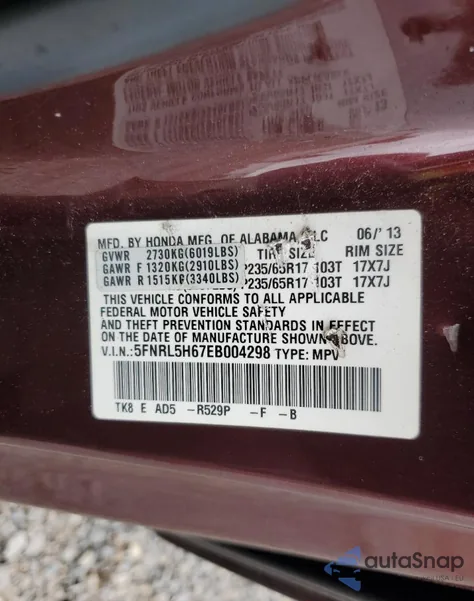 MFD. BY HONDA MFG. OF ALABAMA, LLC 06/'13
GVWR 2730KG(6019LBS) TIRE SIZE RIM SIZE
GAWR F 1320KG(2910LBS) P235/65R17 103T 17X7J
GAWR R 1515KG(3340LBS) P235/65R17 103T 17X7J
THIS VEHICLE CONFORMS TO ALL APPLICABLE
FEDERAL MOTOR VEHICLE SAFETY
AND THEFT PREVENTION STANDARDS IN EFFECT
ON THE DATE OF MANUFACTURE SHOWN ABOVE.
V.I.N.:5FNRL5H67EB004298 TYPE: MPV
TK8 E AD5 -R529P -F -B
autoSnap